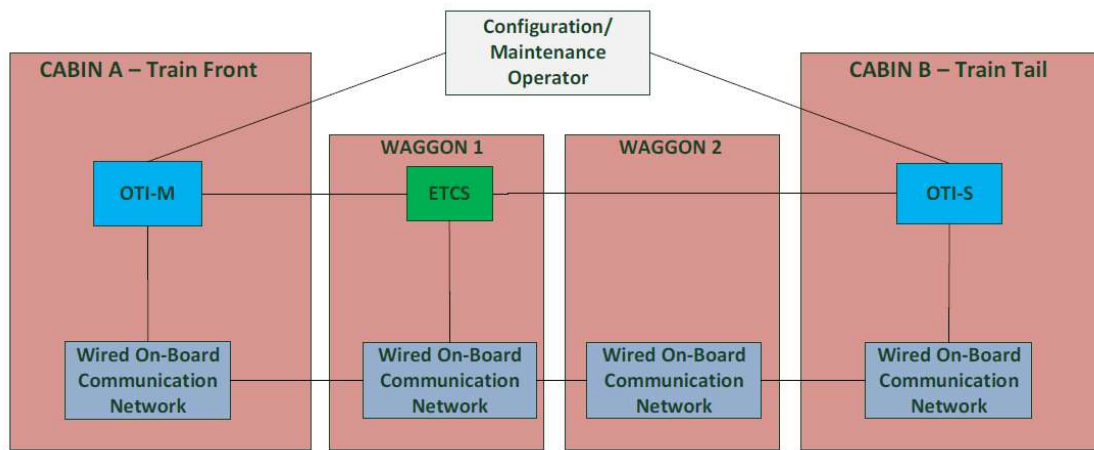 Configuration/
Maintenance
Operator
CABIN A – Train Front
CABIN B – Train Tail
WAGGON 1
WAGGON 2
OTI-M
ETCS
OTI-S
Wired On-Board
Communication
Network
Wired On-Board
Communication
Network
Wired On-Board
Communication
Network
Wired On-Board
Communication
Network